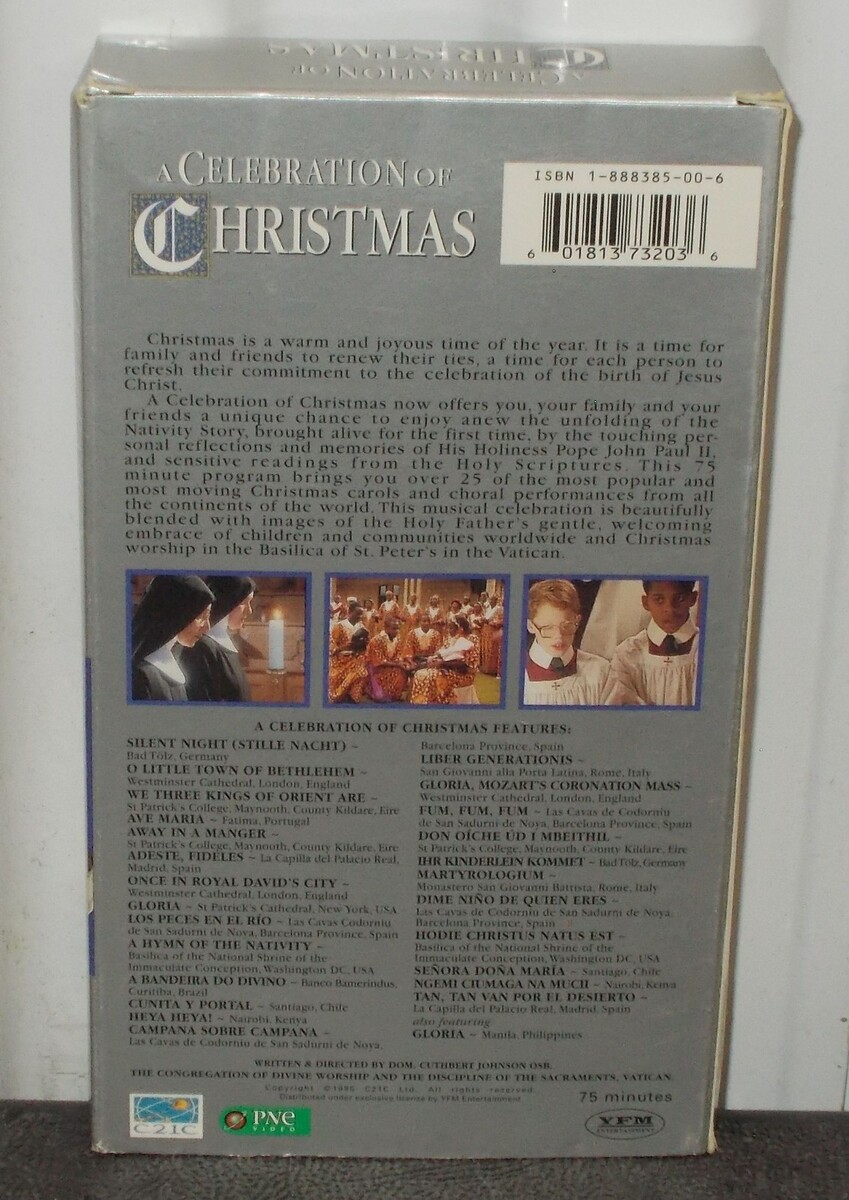 A CELEBRATION OF
CHRISTMAS
A CELEBRATION OF
CHRISTMAS
ISBN 1-888385-00-6
6 01813 73203 6
Christmas is a warm and joyous time of the year. It is a time for
family and friends to renew their ties, a time for each person to
refresh their commitment to the celebration of the birth of Jesus
Christ.
A Celebration of Christmas now offers you, your family and your
friends a unique chance to enjoy anew the unfolding of the
Nativity Story, brought alive for the first time, by the touching per-
sonal reflections and memories of His Holiness Pope John Paul II,
and sensitive readings from the Holy Scriptures. This 75
minute program brings you over 25 of the most popular and
most moving Christmas carols and choral performances from all
the continents of the world. This musical celebration is beautifully
blended with images of the Holy Father's gentle, welcoming
embrace of children and communities worldwide and Christmas
worship in the Basilica of St. Peter's in the Vatican.
A CELEBRATION OF CHRISTMAS FEATURES:
SILENT NIGHT (STILLE NACHT) ~
Bad Tölz, Germany
O LITTLE TOWN OF BETHLEHEM ~
Westminster Cathedral, London, England
WE THREE KINGS OF ORIENT ARE ~
St Patrick's College, Maynooth, County Kildare, Eire
AVE MARIA ~ Fatima, Portugal
AWAY IN A MANGER ~
St Patrick's College, Maynooth, County Kildare, Eire
ADESTE, FIDELES ~ La Capilla del Palacio Real,
Madrid, Spain
ONCE IN ROYAL DAVID'S CITY ~
Westminster Cathedral, London, England
GLORIA ~ St Patrick's Cathedral, New York, USA
LOS PECES EN EL RÍO ~ Las Cavas Codorniu
de San Sadurni de Noya, Barcelona Province, Spain
A HYMN OF THE NATIVITY ~
Basilica of the National Shrine of the
Immaculate Conception, Washington DC, USA
A BANDEIRA DO DIVINO ~ Banco Bamerindus,
Curitiba, Brazil
CUNITA Y PORTAL ~ Santiago, Chile
HEYA HEYA! ~ Nairobi, Kenya
CAMPANA SOBRE CAMPANA ~
Las Cavas de Codorniu de San Sadurni de Noya,
Barcelona Province, Spain
LIBER GENERATIONIS ~
San Giovanni alla Porta Latina, Rome, Italy
GLORIA, MOZART'S CORONATION MASS ~
Westminster Cathedral, London, England
FUM, FUM, FUM ~ Las Cavas de Codorniu
de San Sadurni de Noya, Barcelona Province, Spain
DON OÍCHE ÚD I MBEITHIL ~
St Patrick's College, Maynooth, County Kildare, Eire
IHR KINDERLEIN KOMMET ~ Bad Tölz, Germany
MARTYROLOGIUM ~
Monastero San Giovanni Battista, Rome, Italy
DIME NIÑO DE QUIEN ERES ~
Las Cavas de Codorniu de San Sadurni de Noya,
Barcelona Province, Spain
HODIE CHRISTUS NATUS EST ~
Basilica of the National Shrine of the
Immaculate Conception, Washington DC, USA
SEÑORA DOÑA MARÍA ~ Santiago, Chile
NGEMI CIUMAGA NA MUCII ~ Nairobi, Kenya
TAN, TAN VAN POR EL DESIERTO ~
La Capilla del Palacio Real, Madrid, Spain
also featuring
GLORIA ~ Manila, Philippines
WRITTEN & DIRECTED BY DOM. CUTHBERT JOHNSON OSB.
THE CONGREGATION OF DIVINE WORSHIP AND THE DISCIPLINE OF THE SACRAMENTS, VATICAN.
Copyright ©1995 C21C Ltd. All rights reserved.
Distributed under exclusive license by YFM Entertainment
75 minutes
C21C
PNE
VIDEO
YFM
ENTERTAINMENT